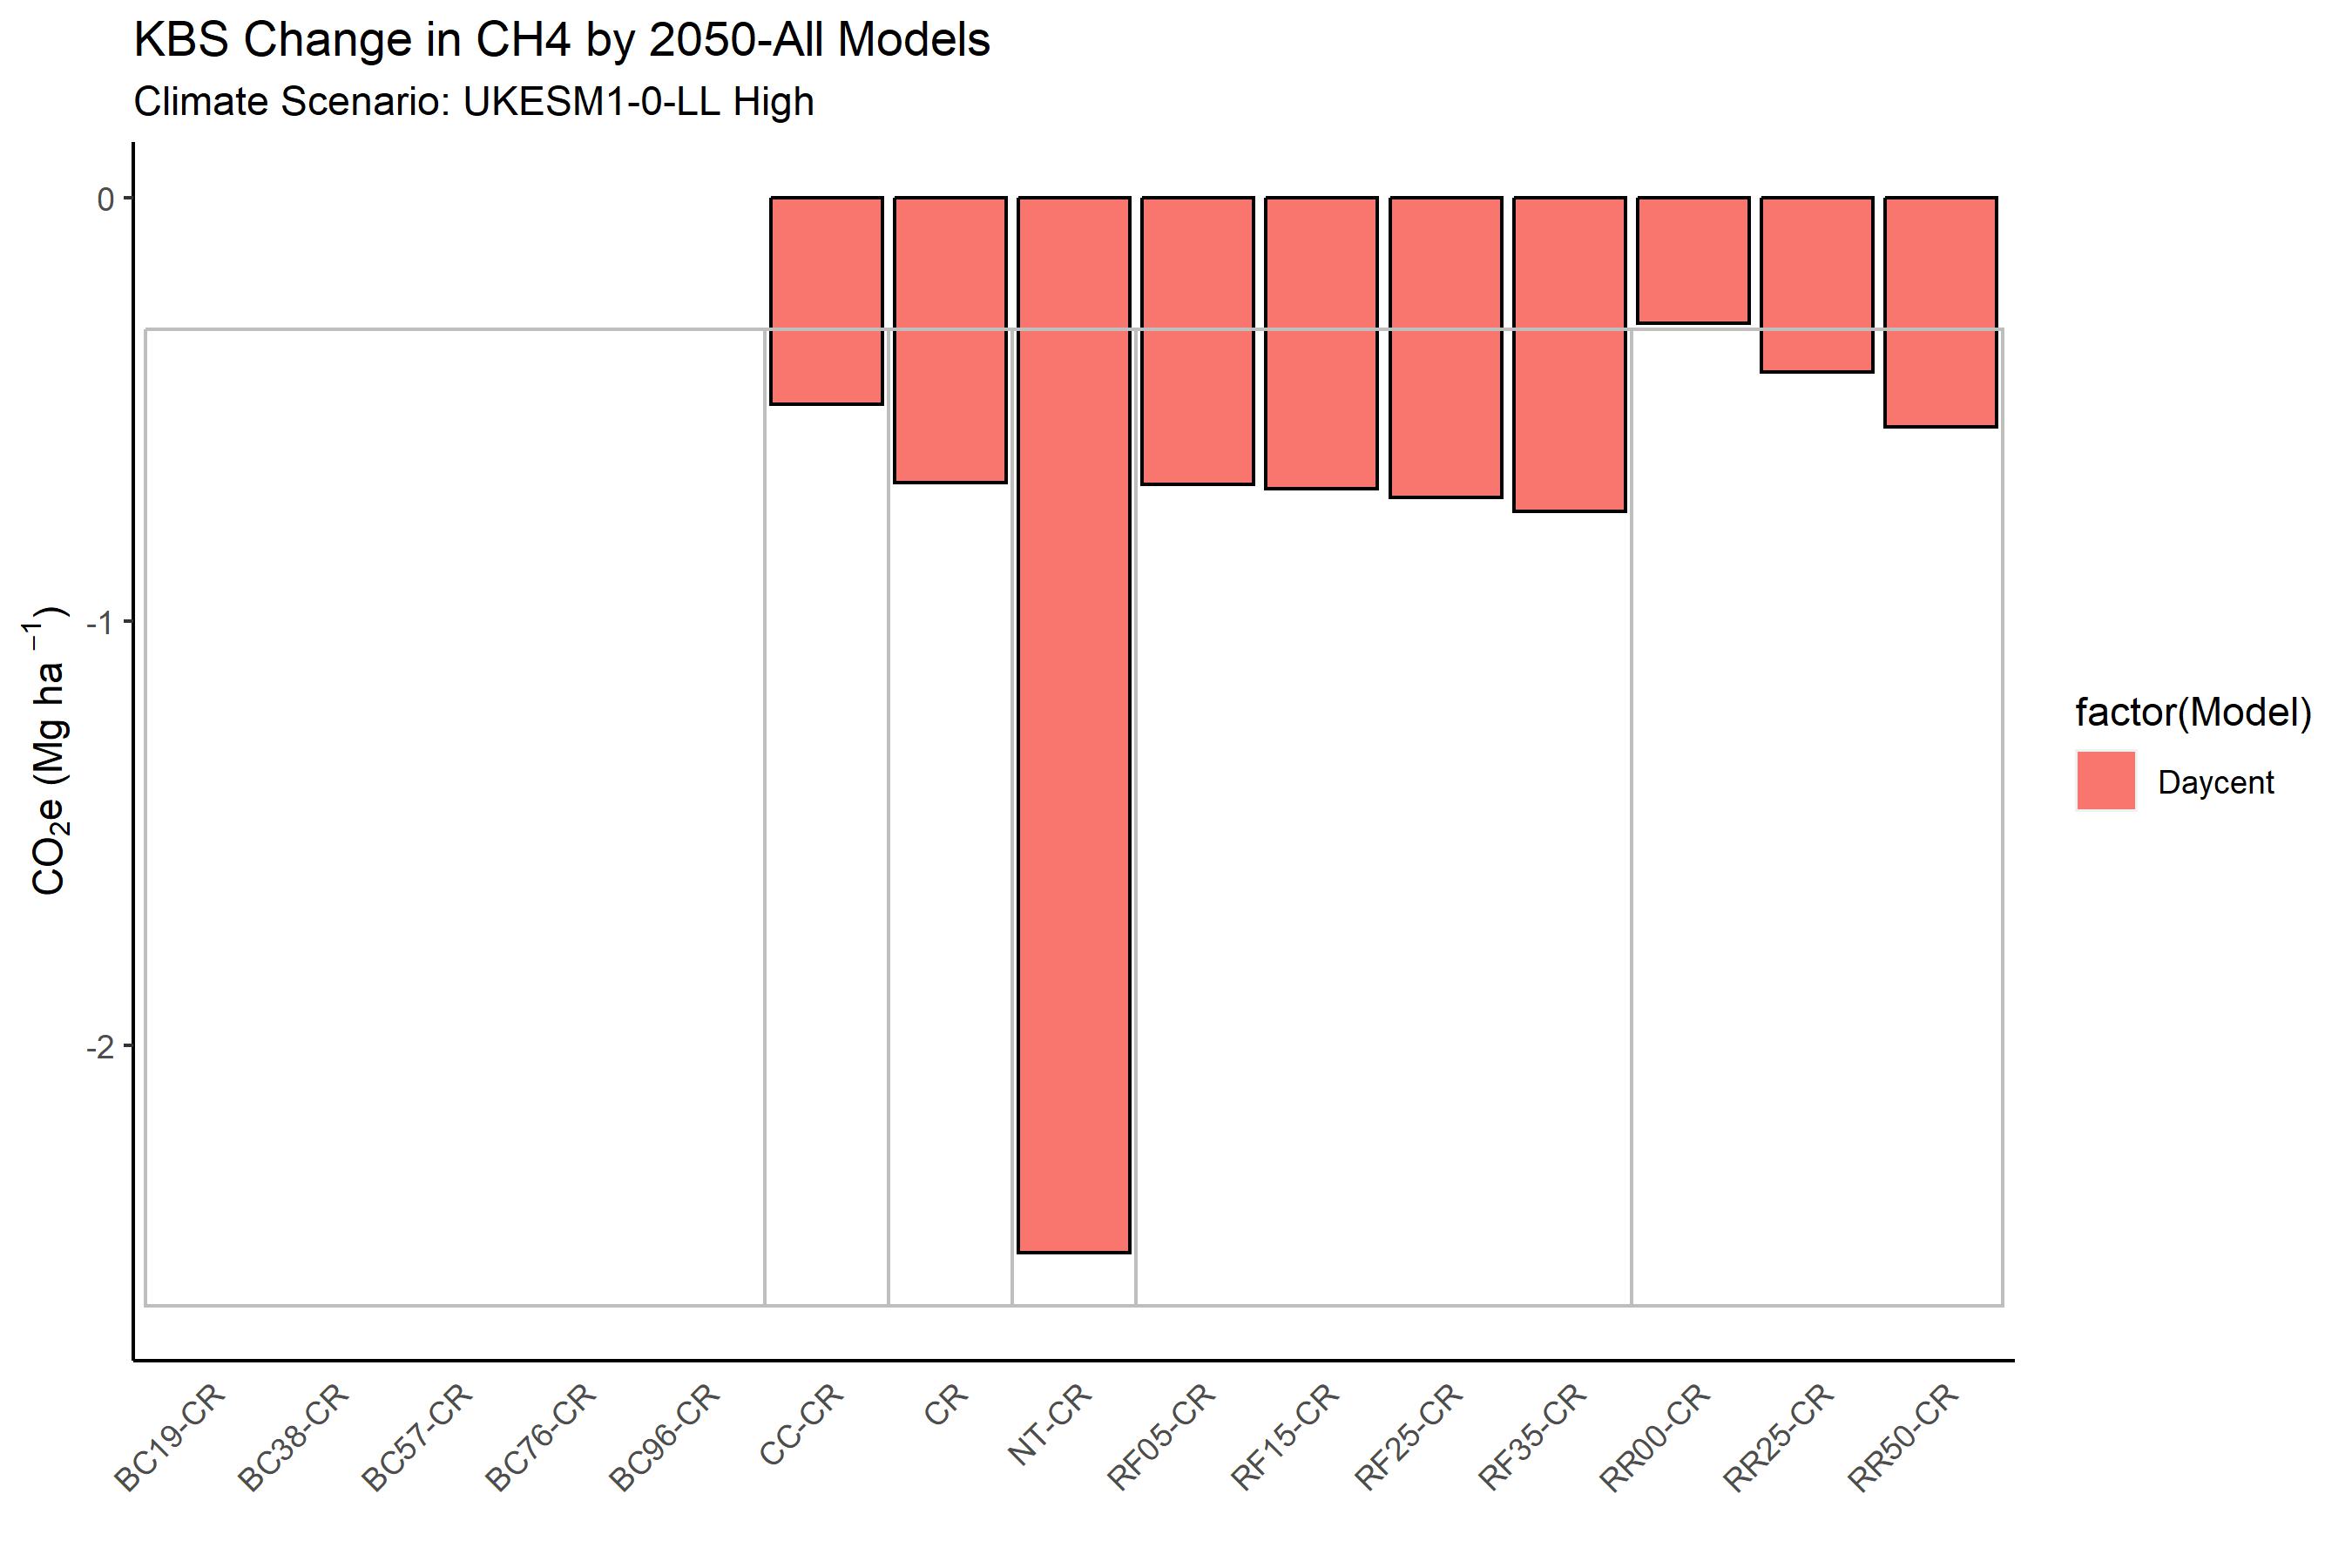 KBS Change in CH4 by 2050-All Models
Climate Scenario: UKESM1-0-LL High
CO₂e (Mg ha ⁻¹)
0
-1
-2
BC19-CR
BC38-CR
BC57-CR
BC76-CR
BC96-CR
CC-CR
CR
NT-CR
RF05-CR
RF15-CR
RF25-CR
RF35-CR
RR00-CR
RR25-CR
RR50-CR
factor(Model)
Daycent